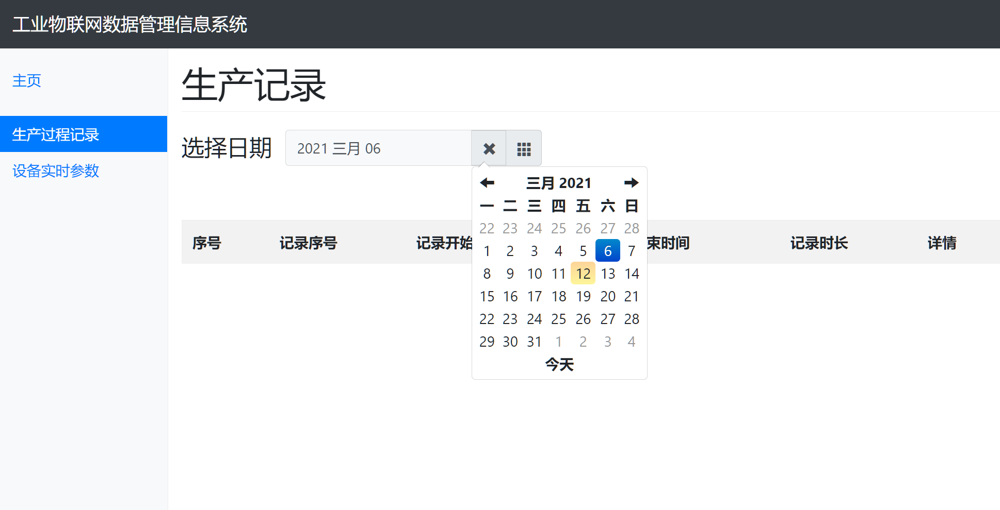 工业物联网数据管理信息系统
主页
生产过程记录
设备实时参数
生产记录
选择日期 2021 三月 06
三月 2021
一 二 三 四 五 六 日
22 23 24 25 26 27 28
1 2 3 4 5 6 7
8 9 10 11 12 13 14
15 16 17 18 19 20 21
22 23 24 25 26 27 28
29 30 31 1 2 3 4
今天
序号 记录序号 记录开始 束时间 记录时长 详情